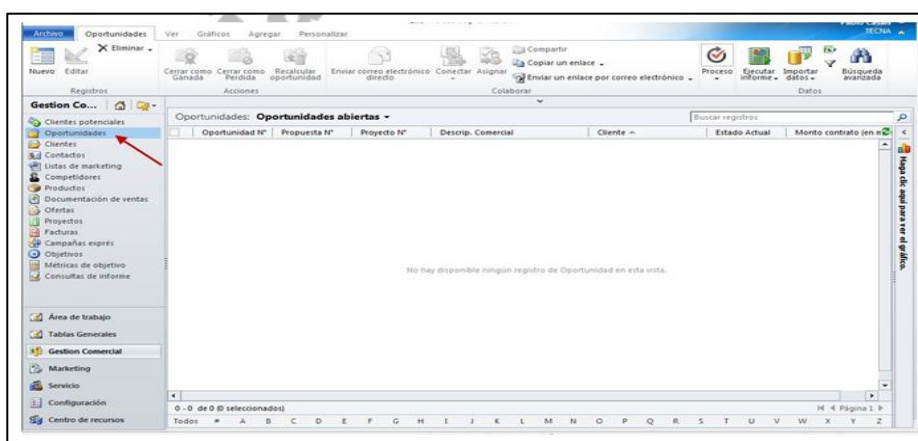 TECNA
Archivo Oportunidades Ver Gráficos Agregar Personalizar
Nuevo Editar Eliminar
Registros
Cerrar como Ganada Cerrar como Perdida Recalcular oportunidad
Acciones
Enviar correo electrónico directo Conectar Asignar Compartir
Copiar un enlace
Enviar un enlace por correo electrónico
Colaborar
Proceso Ejecutar informe Importar datos Búsqueda avanzada
Datos
Gestion Co...
Clientes potenciales
Oportunidades
Clientes
Contactos
Listas de marketing
Competidores
Productos
Documentación de ventas
Ofertas
Proyectos
Facturas
Campañas exprés
Objetivos
Métricas de objetivo
Consultas de informe
Área de trabajo
Tablas Generales
Gestion Comercial
Marketing
Servicio
Configuración
Centro de recursos
Oportunidades: Oportunidades abiertas
Buscar registros
Oportunidad N° Propuesta N° Proyecto N° Descrip. Comercial Cliente Estado Actual Monto contrato (en m
No hay disponible ningún registro de Oportunidad en esta vista.
Haga clic aquí para ver el gráfico.
0 - 0 de 0 (0 seleccionados)
Página 1
Todos # A B C D E F G H I J K L M N O P Q R S T U V W X Y Z